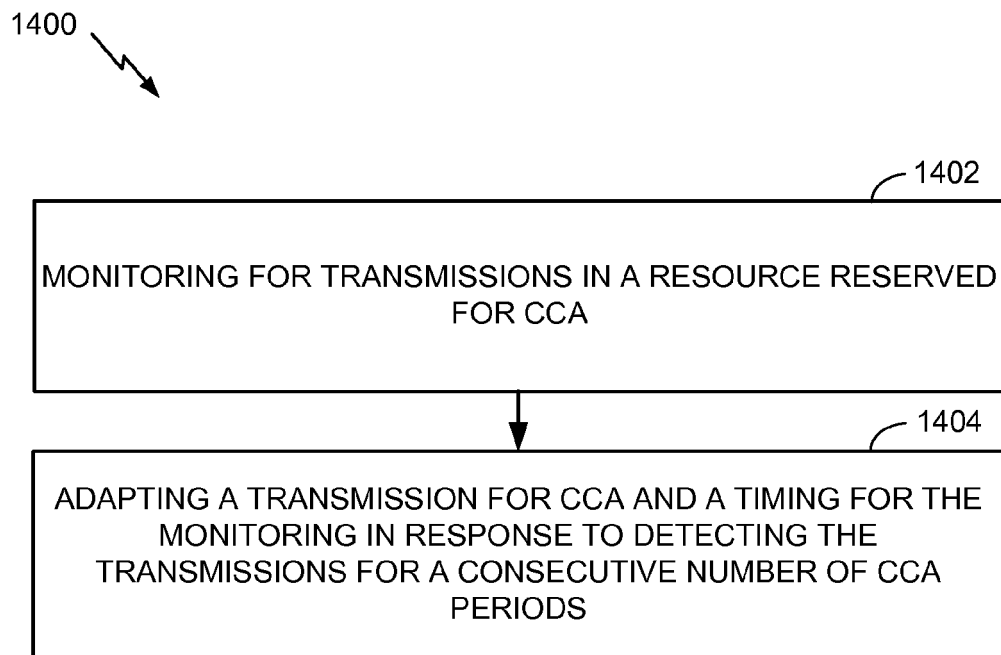 1400
1402
MONITORING FOR TRANSMISSIONS IN A RESOURCE RESERVED
FOR CCA
1404
ADAPTING A TRANSMISSION FOR CCA AND A TIMING FOR THE
MONITORING IN RESPONSE TO DETECTING THE
TRANSMISSIONS FOR A CONSECUTIVE NUMBER OF CCA
PERIODS